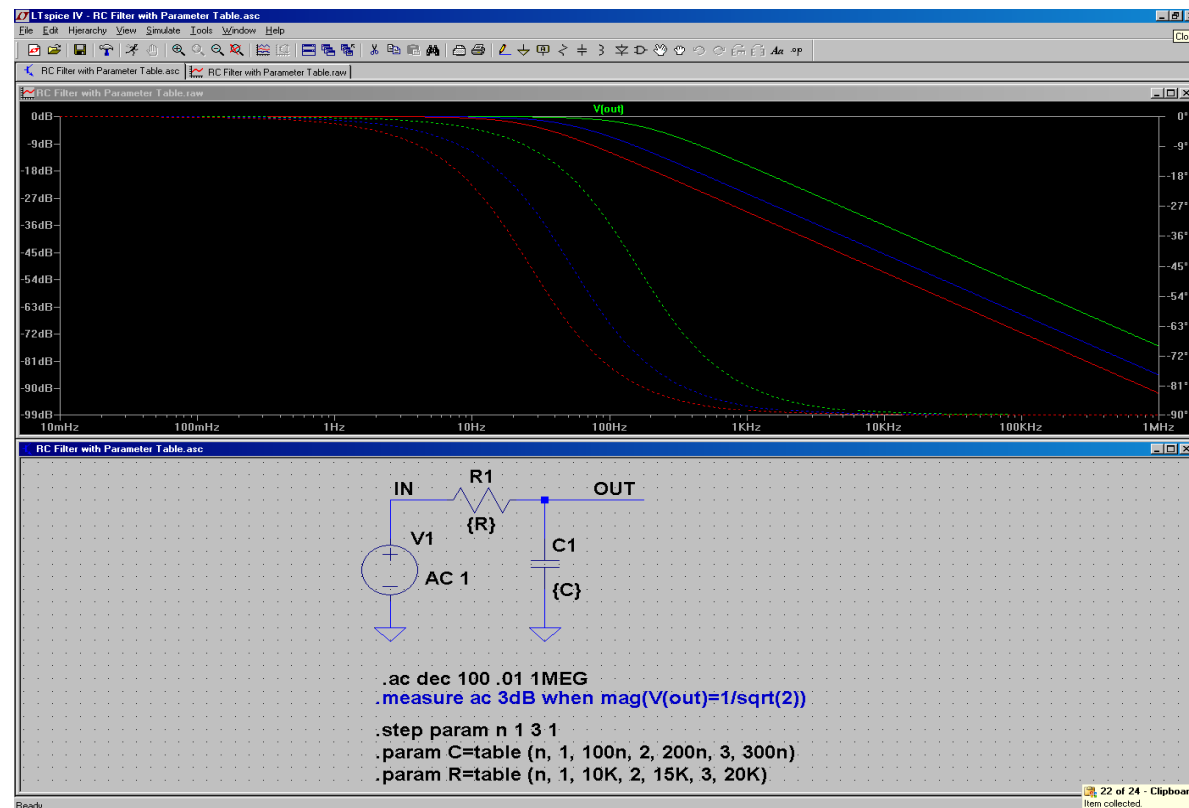 LTspice IV - RC Filter with Parameter Table.asc
File Edit Hierarchy View Simulate Tools Window Help
Clo
RC Filter with Parameter Table.asc RC Filter with Parameter Table.raw
RC Filter with Parameter Table.raw
V(out)
0dB
-9dB
-18dB
-27dB
-36dB
-45dB
-54dB
-63dB
-72dB
-81dB
-90dB
-99dB
0°
-9°
-18°
-27°
-36°
-45°
-54°
-63°
-72°
-81°
-90°
10mHz 100mHz 1Hz 10Hz 100Hz 1KHz 10KHz 100KHz 1MHz
RC Filter with Parameter Table.asc
R1
IN OUT
{R}
V1
C1
AC 1
{C}
.ac dec 100 .01 1MEG
.measure ac 3dB when mag(V(out)=1/sqrt(2))
.step param n 1 3 1
.param C=table (n, 1, 100n, 2, 200n, 3, 300n)
.param R=table (n, 1, 10K, 2, 15K, 3, 20K)
22 of 24 - Clipboar
Item collected.
Ready